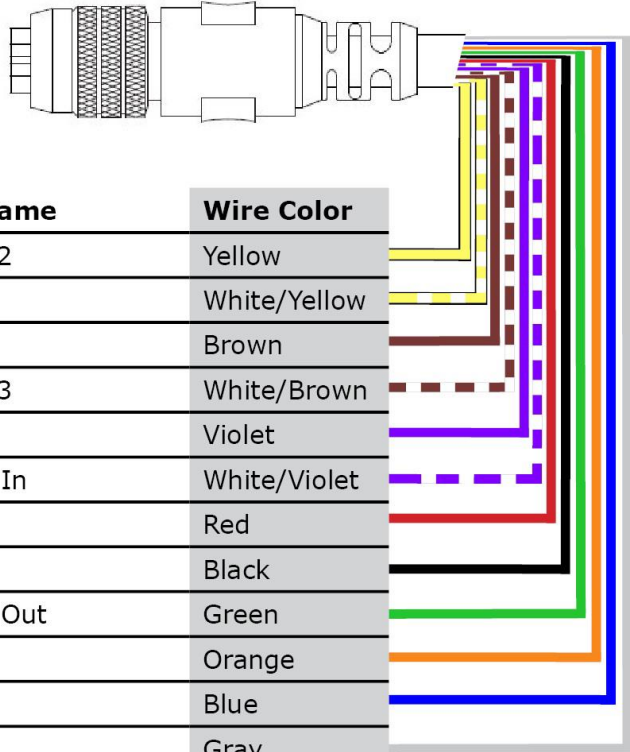 ame Wire Color
2 Yellow
White/Yellow
Brown
3 White/Brown
Violet
In White/Violet
Red
Black
Out Green
Orange
Blue
Gray